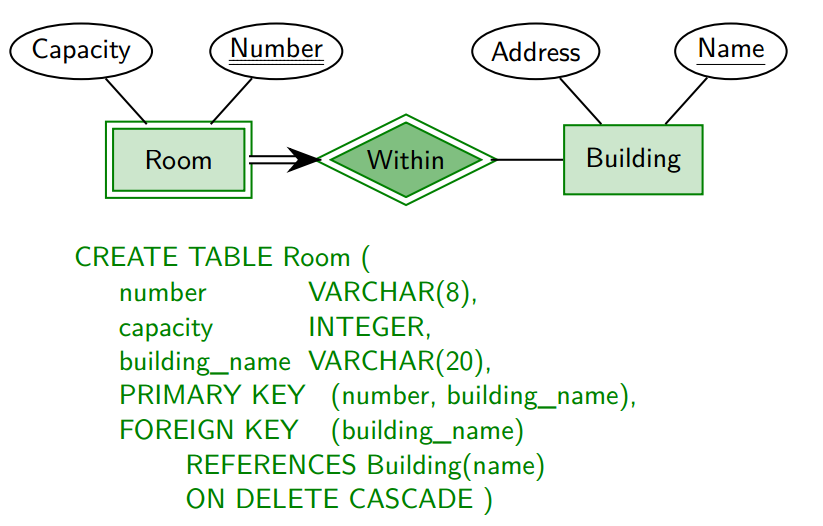 Capacity Number Address Name
Room Within Building
CREATE TABLE Room (
number VARCHAR(8),
capacity INTEGER,
building_name VARCHAR(20),
PRIMARY KEY (number, building_name),
FOREIGN KEY (building_name)
REFERENCES Building(name)
ON DELETE CASCADE )